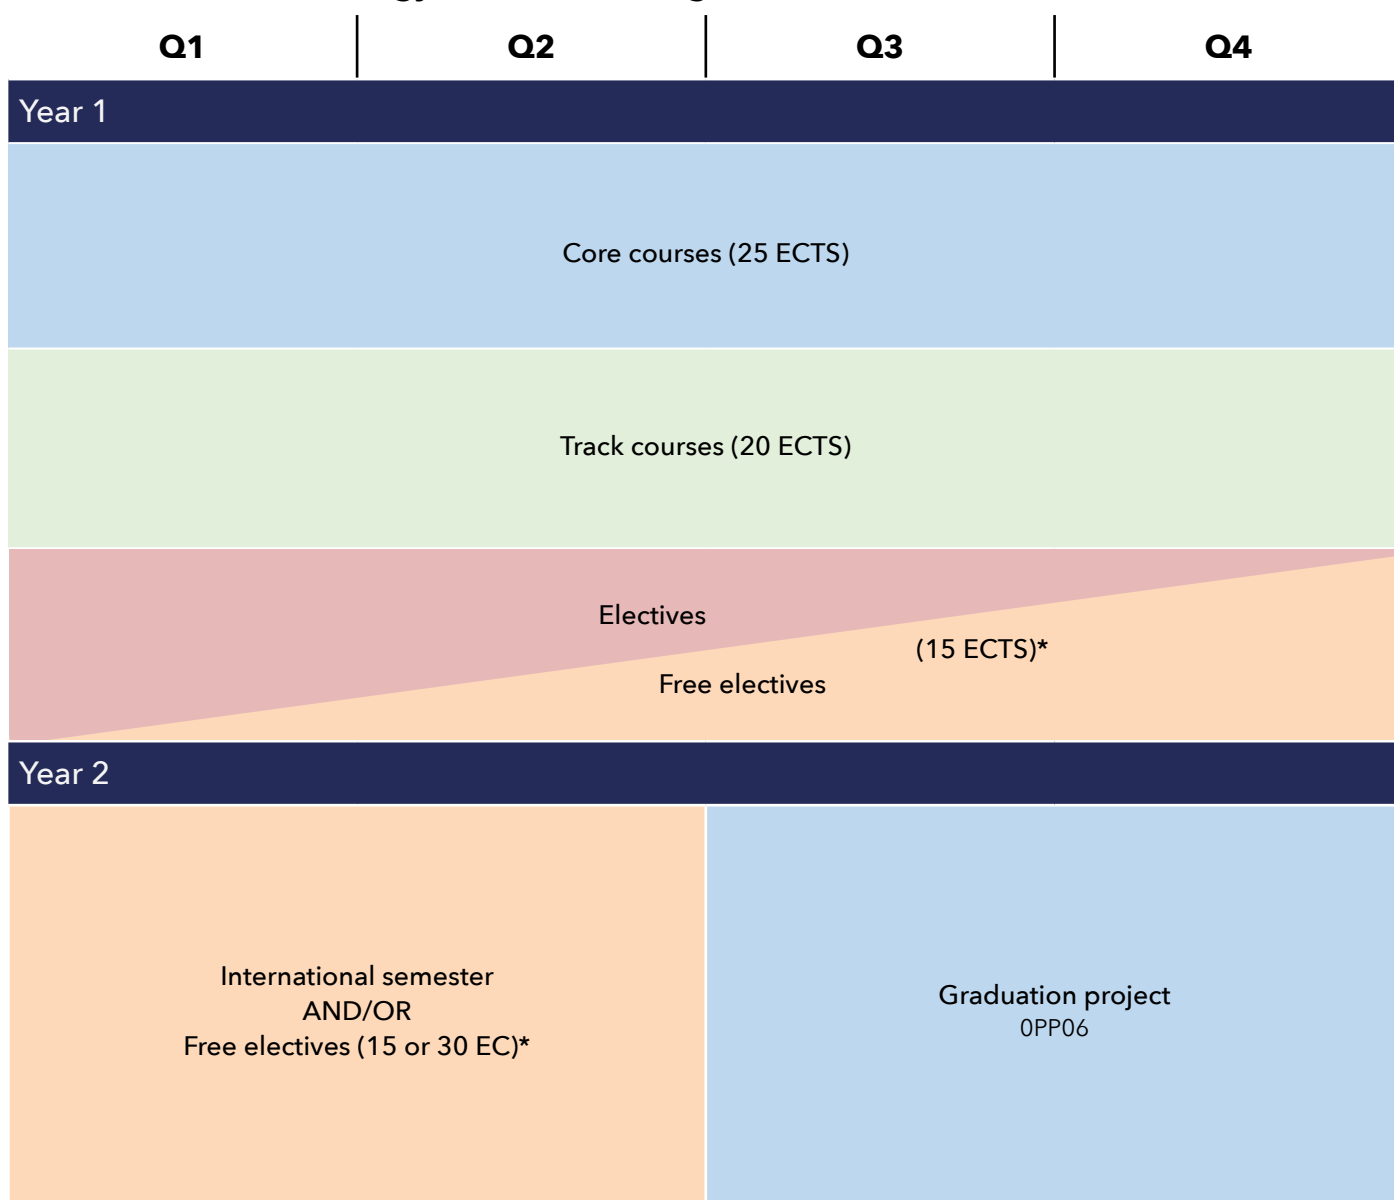 Q1 Q2 Q3 Q4
Year 1
Core courses (25 ECTS)
Track courses (20 ECTS)
Electives
(15 ECTS)*
Free electives
Year 2
International semester
AND/OR
Free electives (15 or 30 EC)*
Graduation project
0PP06